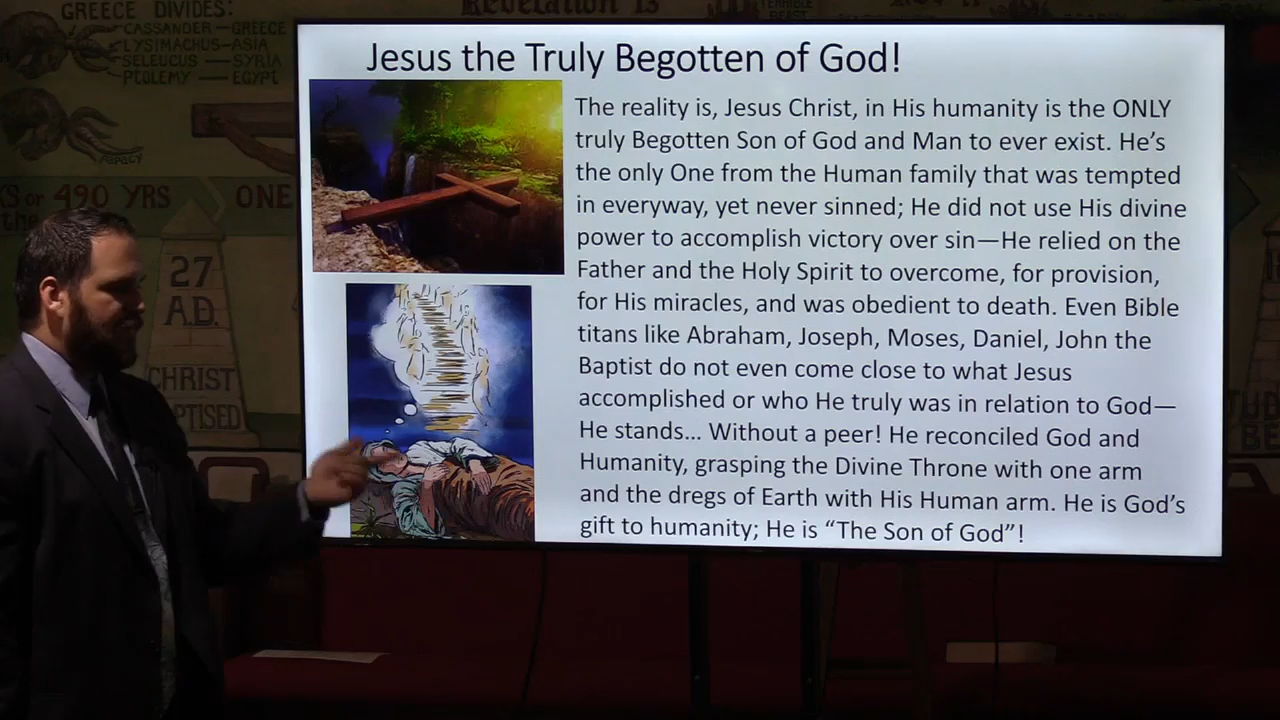 Revelation 13
GREECE DIVIDES:
CASSANDER — GREECE
LYSIMACHUS - ASIA
SELEUCUS — SYRIA
PTOLEMY — EGYPT
PAPACY
or 490 YRS
ONE
the
27
A.D.
CHRIST
Jesus the Truly Begotten of God!
The reality is, Jesus Christ, in His humanity is the ONLY
truly Begotten Son of God and Man to ever exist. He’s
the only One from the Human family that was tempted
in everyway, yet never sinned; He did not use His divine
power to accomplish victory over sin—He relied on the
Father and the Holy Spirit to overcome, for provision,
for His miracles, and was obedient to death. Even Bible
titans like Abraham, Joseph, Moses, Daniel, John the
Baptist do not even come close to what Jesus
accomplished or who He truly was in relation to God—
He stands... Without a peer! He reconciled God and
Humanity, grasping the Divine Throne with one arm
and the dregs of Earth with His Human arm. He is God’s
gift to humanity; He is “The Son of God”!